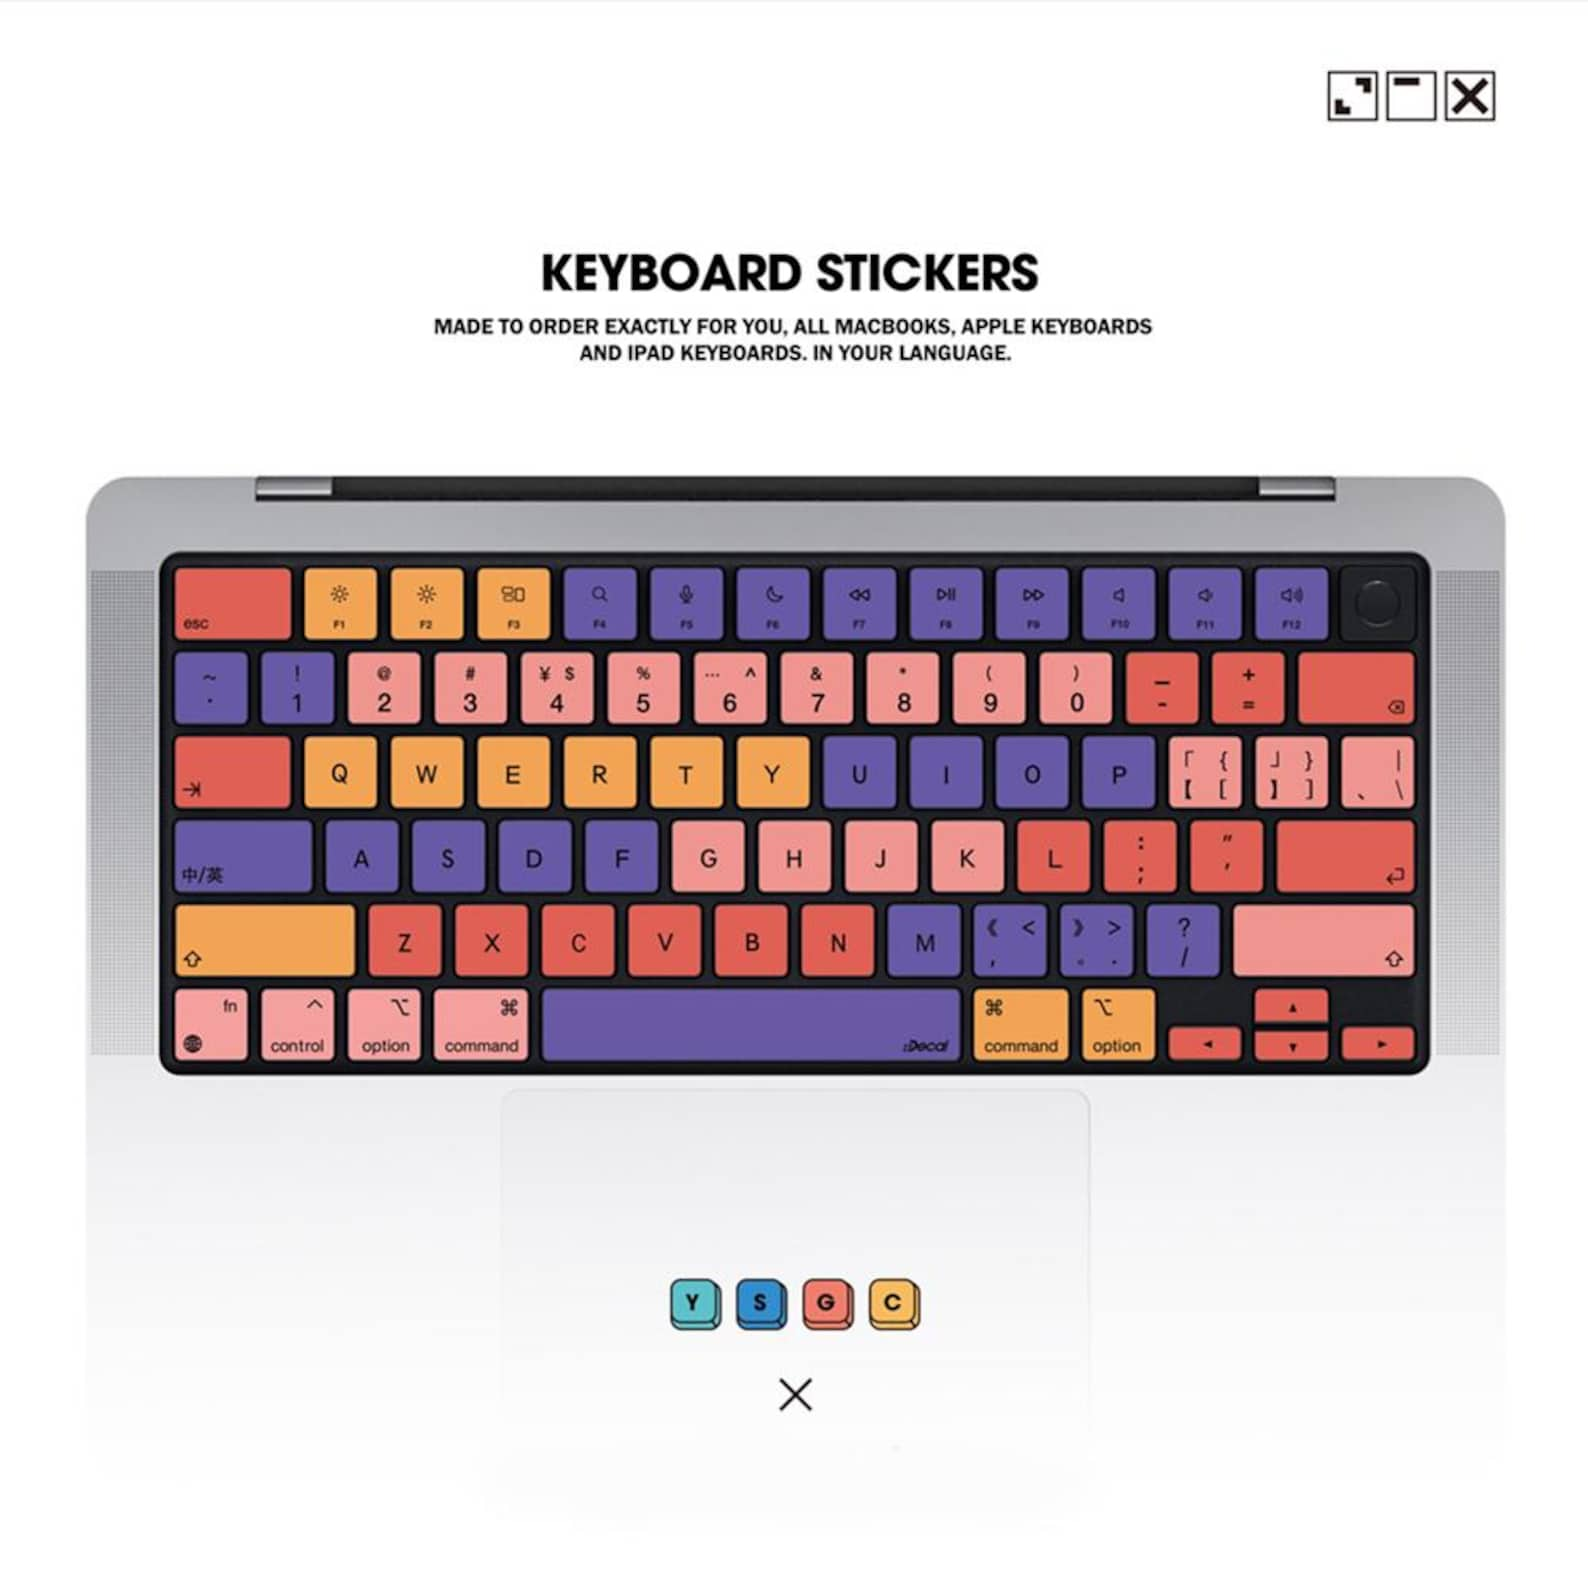 KEYBOARD STICKERS
MADE TO ORDER EXACTLY FOR YOU, ALL MACBOOKS, APPLE KEYBOARDS
AND IPAD KEYBOARDS. IN YOUR LANGUAGE.
esc F1 F2 F3 F4 F5 F6 F7 F8 F9 F10 F11 F12
~ ! @ # ¥ $ % … ^ & * ( ) — +
· 1 2 3 4 5 6 7 8 9 0 - =
Q W E R T Y U I O P 「 { 」 } |
【 [ 】 ] 、 \
中/英 A S D F G H J K L : ; " '
Z X C V B N M 《 < 》 > ?
, 。 . /
fn ^ ⌥ ⌘ ⌘ ⌥
control option command :Decal command option
Y S G C